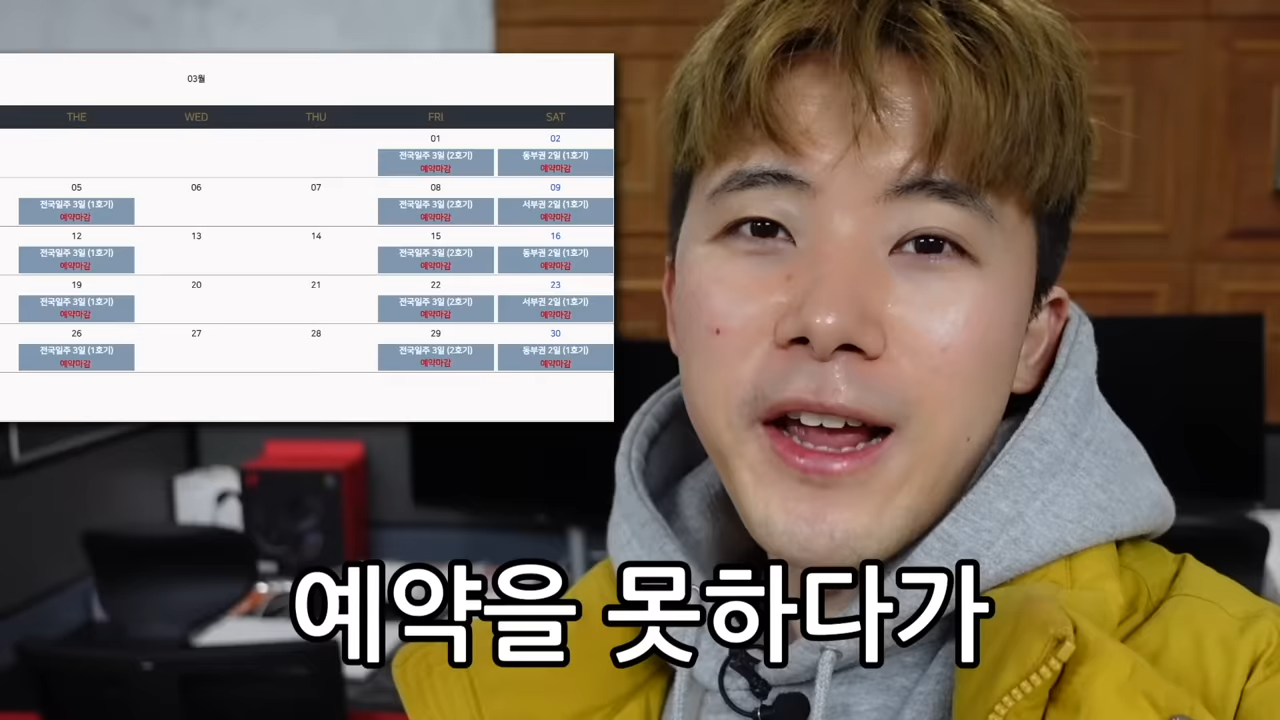 03월
THE WED THU FRI SAT
01 02
전국일주 3일 (2호기) 동부권 2일 (1호기)
예약마감 예약마감
05 06 07 08 09
전국일주 3일 (1호기) 전국일주 3일 (2호기) 서부권 2일 (1호기)
예약마감 예약마감 예약마감
12 13 14 15 16
전국일주 3일 (1호기) 전국일주 3일 (2호기) 동부권 2일 (1호기)
예약마감 예약마감 예약마감
19 20 21 22 23
전국일주 3일 (1호기) 전국일주 3일 (2호기) 서부권 2일 (1호기)
예약마감 예약마감 예약마감
26 27 28 29 30
전국일주 3일 (1호기) 전국일주 3일 (2호기) 동부권 2일 (1호기)
예약마감 예약마감 예약마감
예약을 못하다가